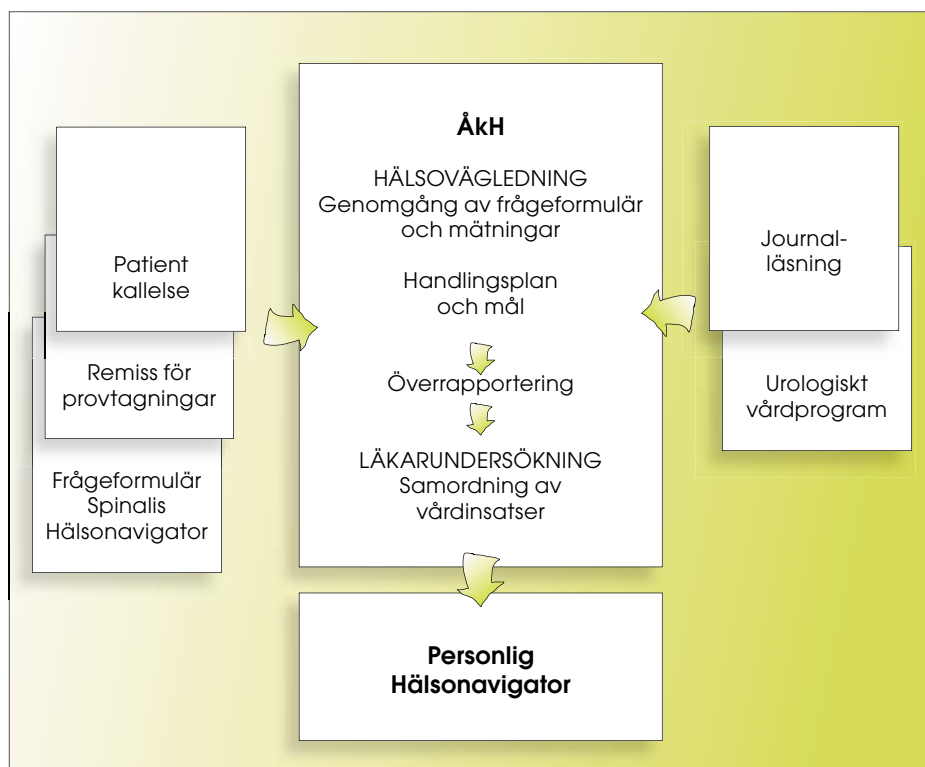 Patient
kallelse
Remiss för
provtagningar
Frågeformulär
Spinalis
Hälsonavigator
ÅkH
HÄLSOVÄGLEDNING
Genomgång av frågeformulär
och mätningar
Handlingsplan
och mål
Överrapportering
LÄKARUNDERSÖKNING
Samordning av
vårdinsatser
Journal-
läsning
Urologiskt
vårdprogram
Personlig
Hälsonavigator